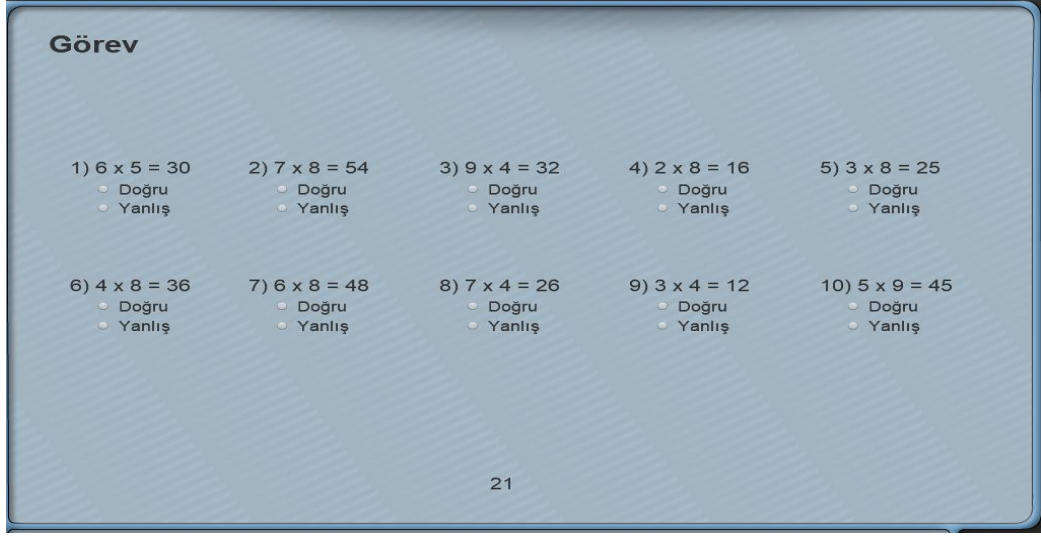 Görev
1) 6 x 5 = 30
Doğru
Yanlış
2) 7 x 8 = 54
Doğru
Yanlış
3) 9 x 4 = 32
Doğru
Yanlış
4) 2 x 8 = 16
Doğru
Yanlış
5) 3 x 8 = 25
Doğru
Yanlış
6) 4 x 8 = 36
Doğru
Yanlış
7) 6 x 8 = 48
Doğru
Yanlış
8) 7 x 4 = 26
Doğru
Yanlış
9) 3 x 4 = 12
Doğru
Yanlış
10) 5 x 9 = 45
Doğru
Yanlış
21